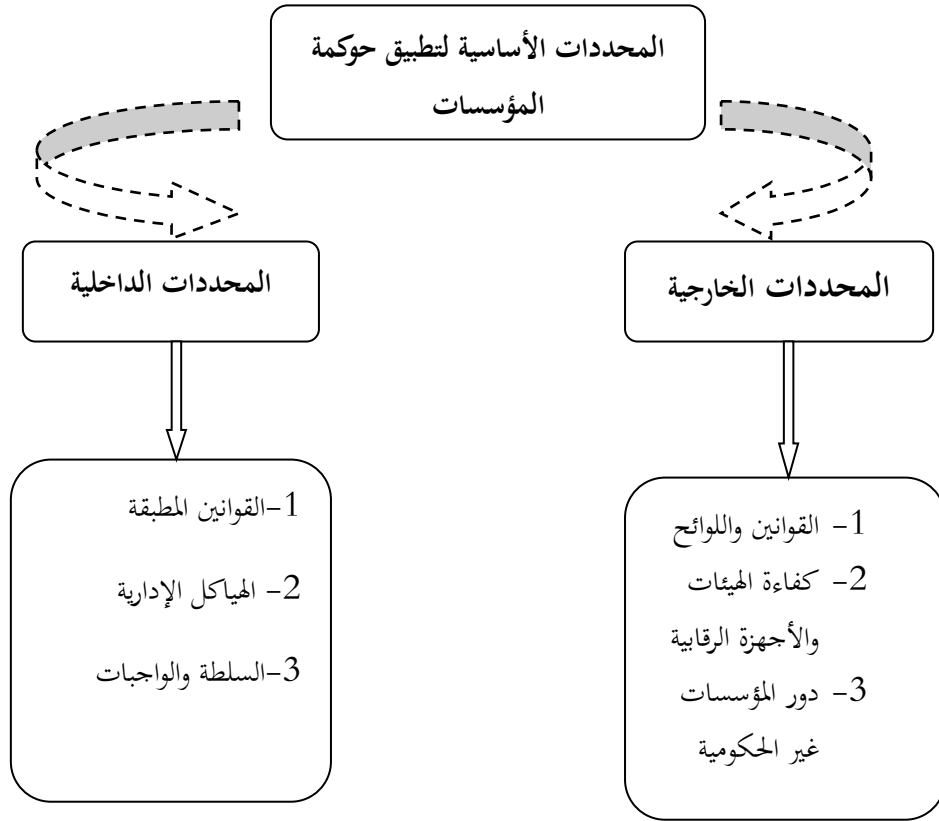 المحددات الأساسية لتطبيق حوكمة
المؤسسات
المحددات الخارجية
المحددات الداخلية
1- القوانين واللوائح
2- كفاءة الهيئات
والأجهزة الرقابية
3- دور المؤسسات
غير الحكومية
1-القوانين المطبقة
2- الهياكل الإدارية
3-السلطة والواجبات